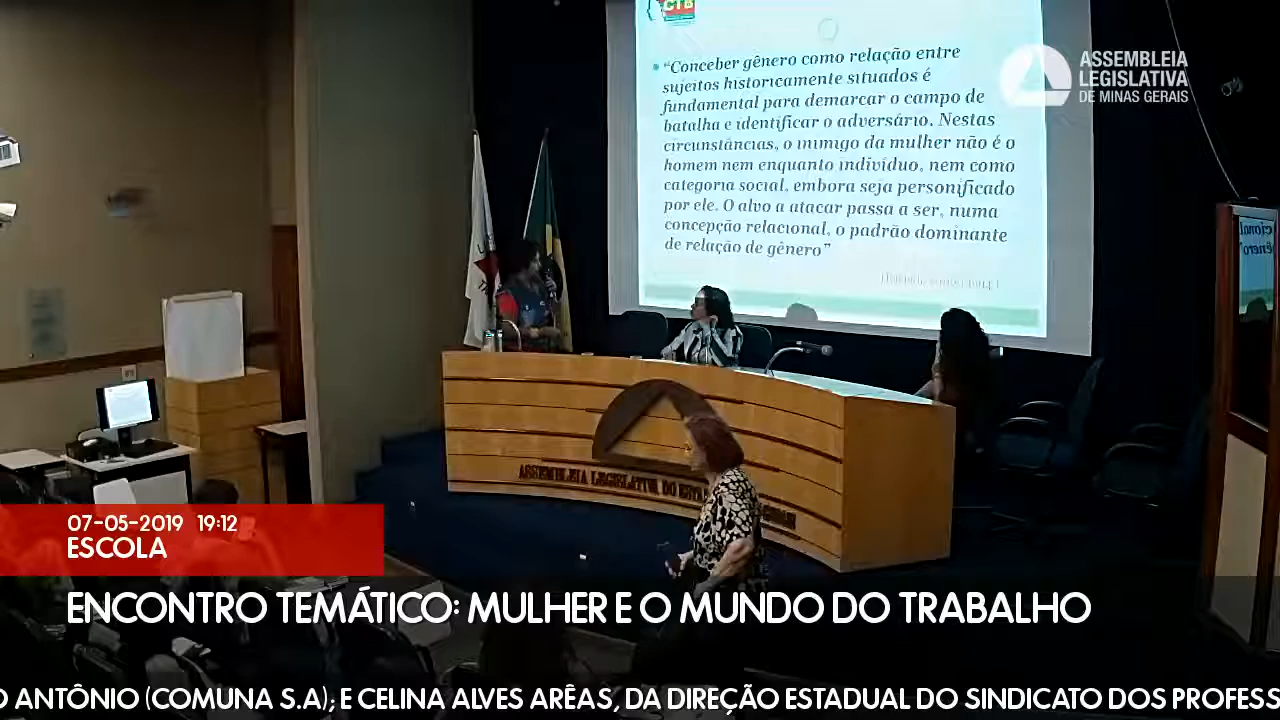 CTB
“Conceber gênero como relação entre
sujeitos historicamente situados é
fundamental para demarcar o campo de
batalha e identificar o adversário. Nestas
circunstâncias, o inimigo da mulher não é o
homem nem enquanto indivíduo, nem como
categoria social, embora seja personificado
por ele. O alvo a atacar passa a ser, numa
concepção relacional, o padrão dominante
de relação de gênero”
ASSEMBLEIA
LEGISLATIVA
DE MINAS GERAIS
ASSEMBLEIA LEGISLATIVA DO
07-05-2019 19:12
ESCOLA
ENCONTRO TEMÁTICO: MULHER E O MUNDO DO TRABALHO
O ANTÔNIO (COMUNA S.A); E CELINA ALVES ARÊAS, DA DIREÇÃO ESTADUAL DO SINDICATO DOS PROFESS